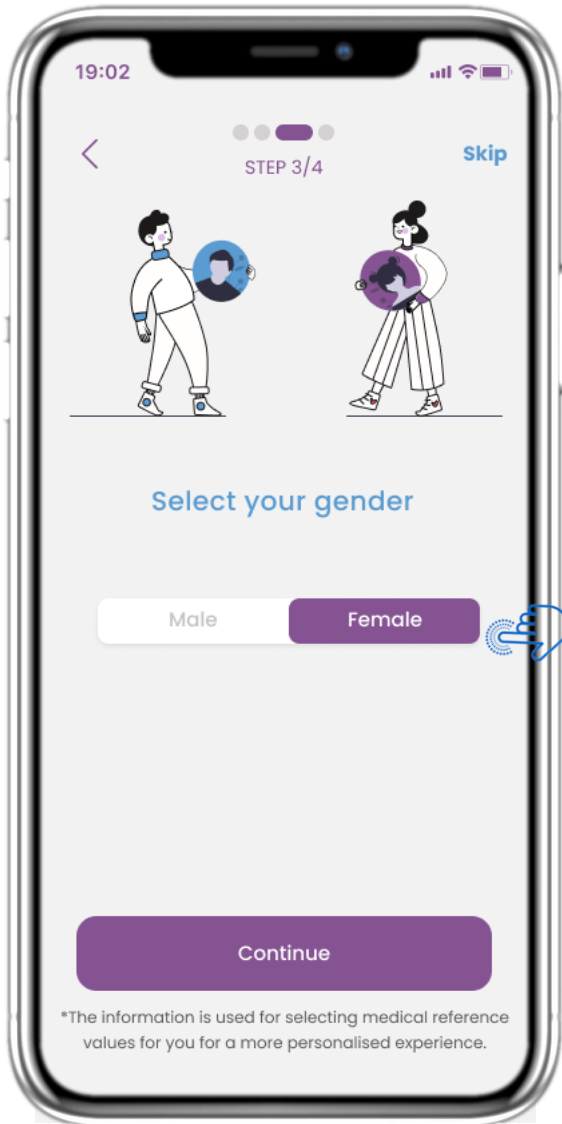 19:02
Skip
STEP 3/4
Select your gender
Male Female
Continue
*The information is used for selecting medical reference
values for you for a more personalised experience.